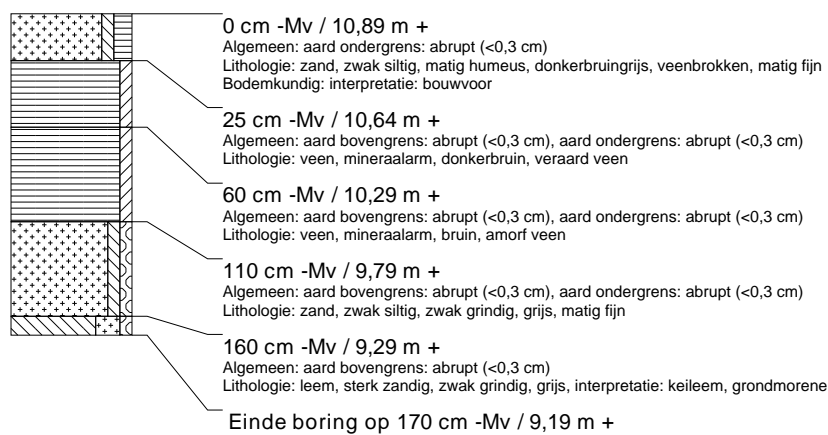 0 cm -Mv / 10,89 m +
Algemeen: aard ondergrens: abrupt (<0,3 cm)
Lithologie: zand, zwak siltig, matig humeus, donkerbruingrijs, veenbrokken, matig fijn
Bodemkundig: interpretatie: bouwvoor
25 cm -Mv / 10,64 m +
Algemeen: aard bovengrens: abrupt (<0,3 cm), aard ondergrens: abrupt (<0,3 cm)
Lithologie: veen, mineraalarm, donkerbruin, veraard veen
60 cm -Mv / 10,29 m +
Algemeen: aard bovengrens: abrupt (<0,3 cm), aard ondergrens: abrupt (<0,3 cm)
Lithologie: veen, mineraalarm, bruin, amorf veen
110 cm -Mv / 9,79 m +
Algemeen: aard bovengrens: abrupt (<0,3 cm), aard ondergrens: abrupt (<0,3 cm)
Lithologie: zand, zwak siltig, zwak grindig, grijs, matig fijn
160 cm -Mv / 9,29 m +
Algemeen: aard bovengrens: abrupt (<0,3 cm)
Lithologie: leem, sterk zandig, zwak grindig, grijs, interpretatie: keileem, grondmorene
Einde boring op 170 cm -Mv / 9,19 m +